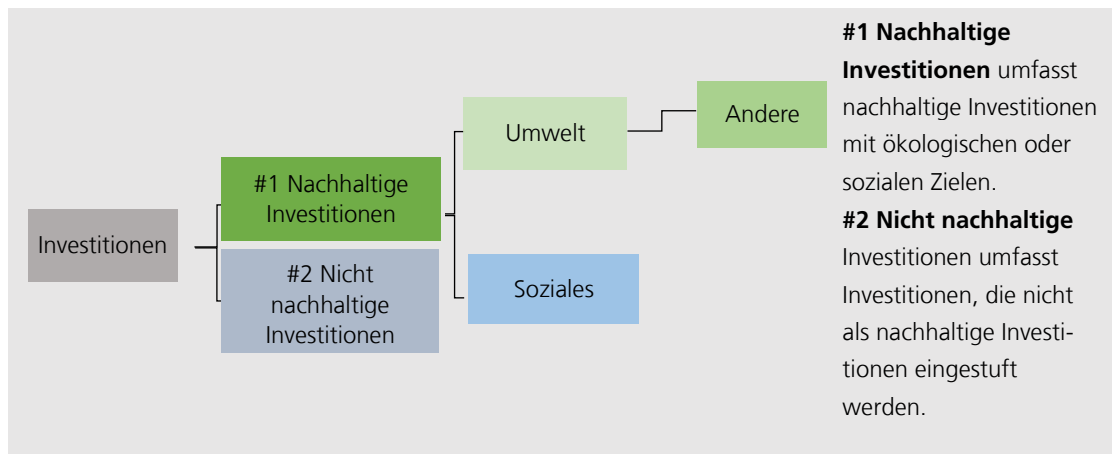 Investitionen
#1 Nachhaltige
Investitionen
#2 Nicht
nachhaltige
Investitionen
Umwelt
Soziales
Andere
#1 Nachhaltige
Investitionen umfasst
nachhaltige Investitionen
mit ökologischen oder
sozialen Zielen.
#2 Nicht nachhaltige
Investitionen umfasst
Investitionen, die nicht
als nachhaltige Investi-
tionen eingestuft
werden.